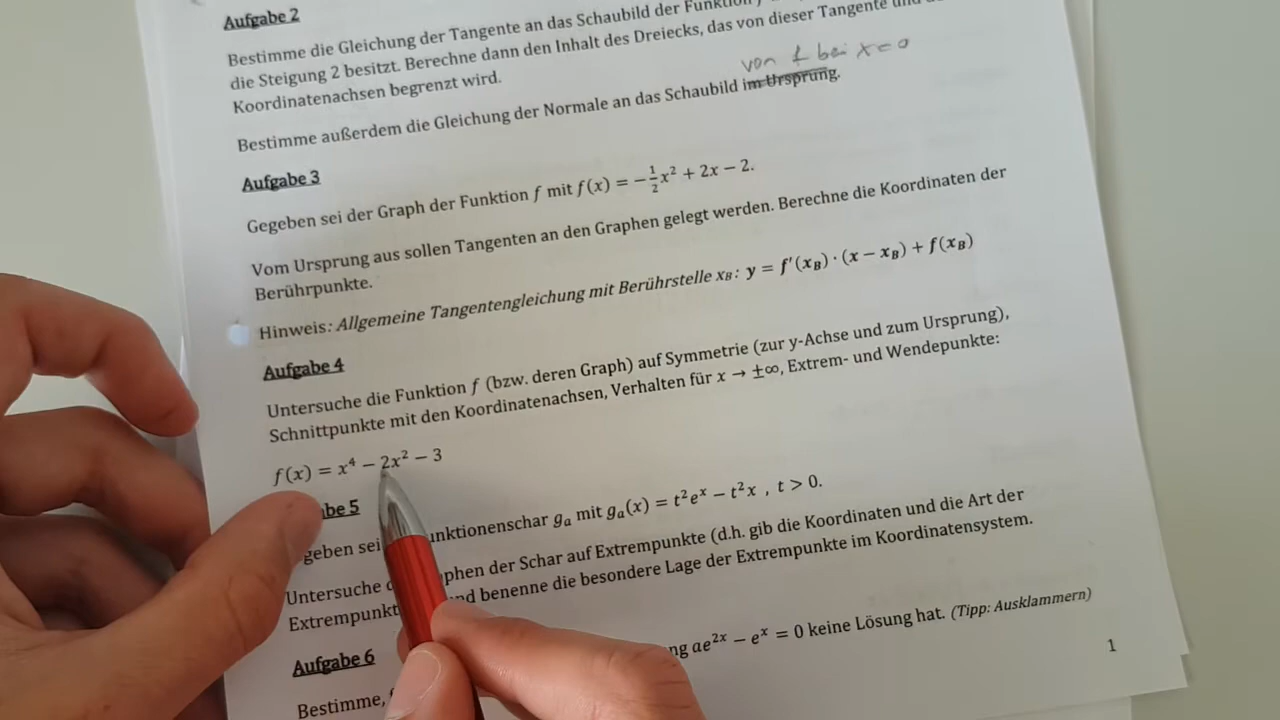 Aufgabe 2
Bestimme die Gleichung der Tangente an das Schaubild der Funktion
die Steigung 2 besitzt. Berechne dann den Inhalt des Dreiecks, das von dieser Tangente und
Koordinatenachsen begrenzt wird.
von f bei x=0
Bestimme außerdem die Gleichung der Normale an das Schaubild im Ursprung.
Aufgabe 3
Gegeben sei der Graph der Funktion f mit f(x) = −½x² + 2x − 2.
Vom Ursprung aus sollen Tangenten an den Graphen gelegt werden. Berechne die Koordinaten der
Berührpunkte.
Hinweis: Allgemeine Tangentengleichung mit Berührstelle x_B: y = f′(x_B) · (x − x_B) + f(x_B)
Aufgabe 4
Untersuche die Funktion f (bzw. deren Graph) auf Symmetrie (zur y-Achse und zum Ursprung),
Schnittpunkte mit den Koordinatenachsen, Verhalten für x → ±∞, Extrem- und Wendepunkte:
f(x) = x⁴ − 2x² − 3
be 5
geben sei unktionenschar gₐ mit gₐ(x) = t²eˣ − t²x , t > 0.
Untersuche phen der Schar auf Extrempunkte (d.h. gib die Koordinaten und die Art der
Extrempunkt nd benenne die besondere Lage der Extrempunkte im Koordinatensystem.
Aufgabe 6
Bestimme, ng ae²ˣ − eˣ = 0 keine Lösung hat. (Tipp: Ausklammern)
1